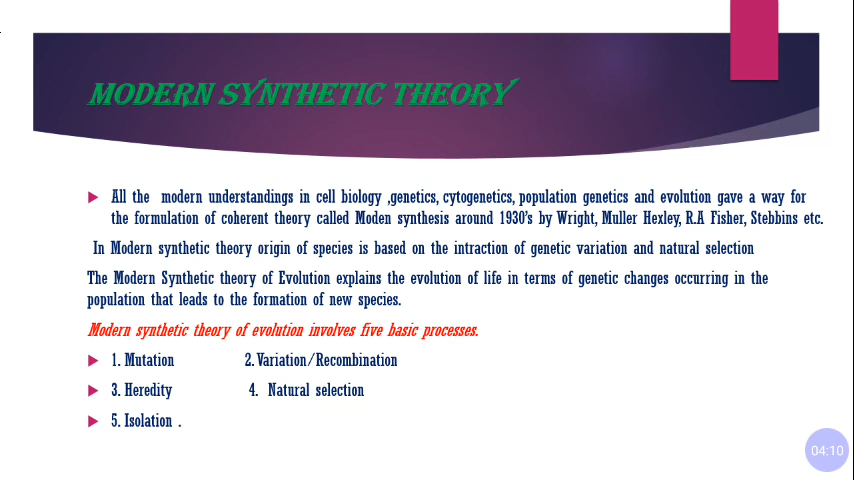 MODERN SYNTHETIC THEORY
All the modern understandings in cell biology ,genetics, cytogenetics, population genetics and evolution gave a way for
the formulation of coherent theory called Moden synthesis around 1930's by Wright, Muller Hexley, R.A Fisher, Stebbins etc.
In Modern synthetic theory origin of species is based on the intraction of genetic variation and natural selection
The Modern Synthetic theory of Evolution explains the evolution of life in terms of genetic changes occurring in the
population that leads to the formation of new species.
Modern synthetic theory of evolution involves five basic processes.
1. Mutation 2. Variation/Recombination
3. Heredity 4. Natural selection
5. Isolation .
04:10